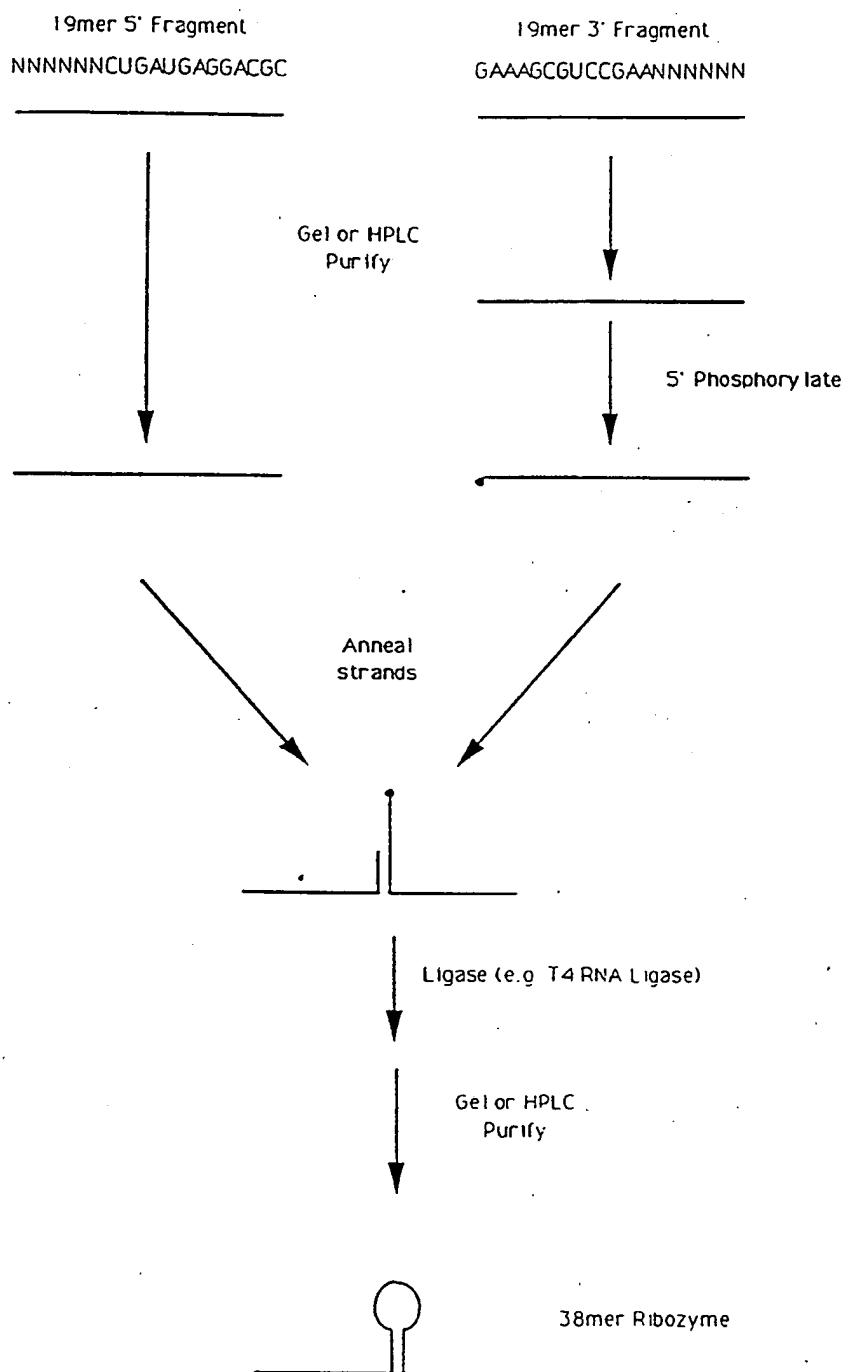 19mer 5' Fragment
NNNNNNCUGAUGAGGACGC
19mer 3' Fragment
GAAAGCGUCCGAANNNNNN
Gel or HPLC
Purify
5' Phosphorylate
Anneal
strands
Ligase (e.g T4 RNA Ligase)
Gel or HPLC
Purify
38mer Ribozyme